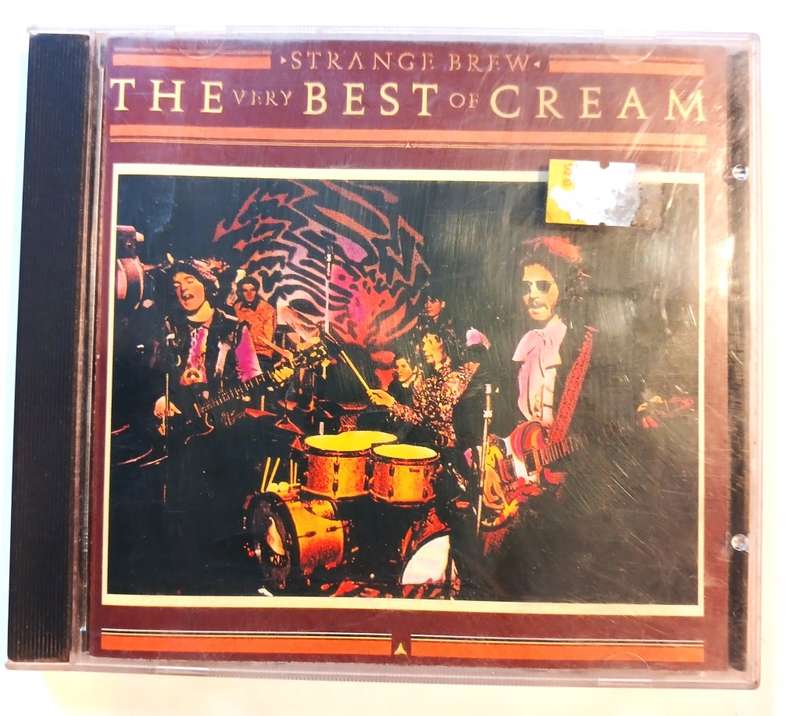 STRANGE BREW
THE VERY BEST OF CREAM